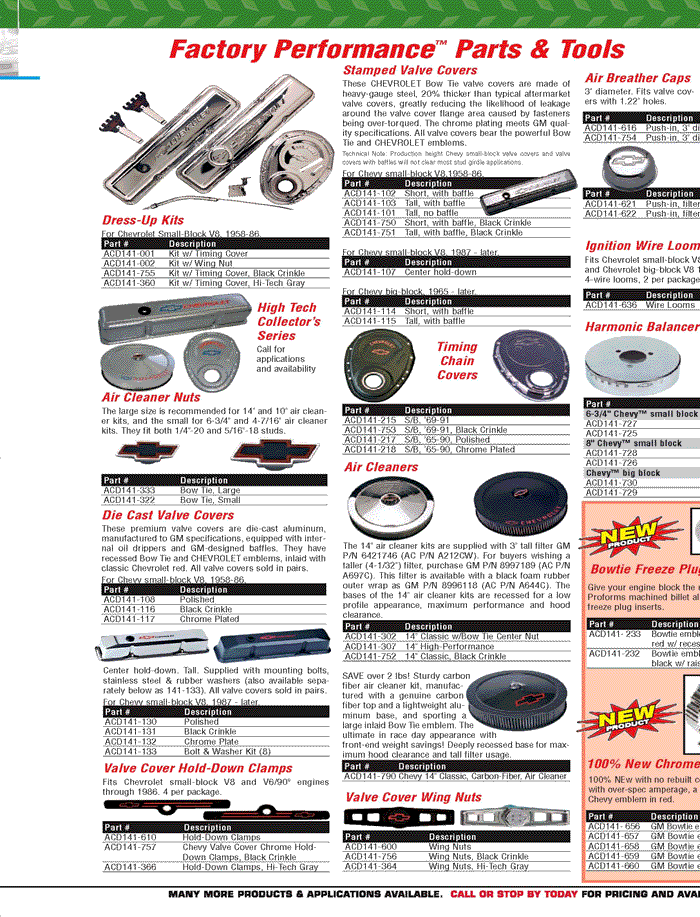 Factory Performance™ Parts & Tools
Dress-Up Kits
For Chevrolet Small-Block V8, 1958-86.
Part # Description
ACD141-001 Kit w/ Timing Cover
ACD141-002 Kit w/ Wing Nut
ACD141-755 Kit w/ Timing Cover, Black Crinkle
ACD141-360 Kit w/ Timing Cover, Hi-Tech Gray
High Tech
Collector's
Series
Call for
applications
and availability
Air Cleaner Nuts
The large size is recommended for 14" and 10" air clean-
er kits, and the small for 6-3/4" and 4-7/16" air cleaner
kits. They fit both 1/4"-20 and 5/16"-18 studs.
Part # Description
ACD141-333 Bow Tie, Large
ACD141-322 Bow Tie, Small
Die Cast Valve Covers
These premium valve covers are die-cast aluminum,
manufactured to GM specifications, equipped with inter-
nal oil drippers and GM-designed baffles. They have
recessed Bow Tie and CHEVROLET emblems, inlaid with
classic Chevrolet red. All valve covers sold in pairs.
For Chevy small-block V8, 1958-86.
Part # Description
ACD141-108 Polished
ACD141-116 Black Crinkle
ACD141-117 Chrome Plated
Center hold-down. Tall. Supplied with mounting bolts,
stainless steel & rubber washers (also available sepa-
rately below as 141-133). All valve covers sold in pairs.
For Chevy small-block V8, 1987 - later.
Part # Description
ACD141-130 Polished
ACD141-131 Black Crinkle
ACD141-132 Chrome Plate
ACD141-133 Bolt & Washer Kit (8)
Valve Cover Hold-Down Clamps
Fits Chevrolet small-block V8 and V6/90° engines
through 1986. 4 per package.
Part # Description
ACD141-610 Hold-Down Clamps
ACD141-757 Chevy Valve Cover Chrome Hold-
Down Clamps, Black Crinkle
ACD141-366 Hold-Down Clamps, Hi-Tech Gray
Stamped Valve Covers
These CHEVROLET Bow Tie valve covers are made of
heavy-gauge steel, 20% thicker than typical aftermarket
valve covers, greatly reducing the likelihood of leakage
around the valve cover flange area caused by fasteners
being over-torqued. The chrome plating meets GM qual-
ity specifications. All valve covers bear the powerful Bow
Tie and CHEVROLET emblems.
Technical Note: Production height Chevy small-block valve covers and valve
covers with baffles will not clear most stud girdle applications.
For Chevy small-block V8,1958-86.
Part # Description
ACD141-102 Short, with baffle
ACD141-103 Tall, with baffle
ACD141-101 Tall, no baffle
ACD141-750 Short, with baffle, Black Crinkle
ACD141-751 Tall, with baffle, Black Crinkle
For Chevy small-block V8, 1987 - later.
Part # Description
ACD141-107 Center hold-down
For Chevy big-block, 1965 - later.
Part # Description
ACD141-114 Short, with baffle
ACD141-115 Tall, with baffle
Timing
Chain
Covers
Part # Description
ACD141-215 S/B, '69-91
ACD141-753 S/B, '69-91, Black Crinkle
ACD141-217 S/B, '65-90, Polished
ACD141-218 S/B, '65-90, Chrome Plated
Air Cleaners
The 14" air cleaner kits are supplied with 3" tall filter GM
P/N 6421746 (AC P/N A212CW). For buyers wishing a
taller (4-1/32") filter, purchase GM P/N 8997189 (AC P/N
A697C). This filter is available with a black foam rubber
outer wrap as GM P/N 8996118 (AC P/N A644C). The
bases of the 14" air cleaner kits are recessed for a low
profile appearance, maximum performance and hood
clearance.
Part # Description
ACD141-302 14" Classic w/Bow Tie Center Nut
ACD141-307 14" High-Performance
ACD141-752 14" Classic, Black Crinkle
SAVE over 2 lbs! Sturdy carbon
fiber air cleaner kit, manufac-
tured with a genuine carbon
fiber top and a lightweight alu-
minum base, and sporting a
large inlaid Bow Tie emblem. The
ultimate in race day appearance with
front-end weight savings! Deeply recessed base for max-
imum hood clearance and tall filter usage.
Part # Description
ACD141-790 Chevy 14" Classic, Carbon-Fiber, Air Cleaner
Valve Cover Wing Nuts
Part # Description
ACD141-600 Wing Nuts
ACD141-756 Wing Nuts, Black Crinkle
ACD141-364 Wing Nuts, Hi-Tech Gray
Air Breather Caps
3" diameter. Fits valve cov-
ers with 1.22" holes.
Part # Description
ACD141-616 Push-in, 3" di
ACD141-754 Push-in, 3" di
Part # Description
ACD141-621 Push-in, filter
ACD141-622 Push-in, filter
Ignition Wire Loom
Fits Chevrolet small-block V8
and Chevrolet big-block V8 1
4-wire looms, 2 per package
Part # Description
ACD141-636 Wire Looms
Harmonic Balancer
Part #
6-3/4" Chevy™ small block
ACD141-727
ACD141-725
8" Chevy™ small block
ACD141-728
ACD141-726
Chevy™ big block
ACD141-730
ACD141-729
NEW
PRODUCT
Bowtie Freeze Plug
Give your engine block the
Proforms machined billet al
freeze plug inserts.
Part # Description
ACD141- 233 Bowtie emble
red w/ reces
ACD141-232 Bowtie embl
black w/ rais
NEW
PRODUCT
100% New Chrome
100% NEw with no rebuilt c
with over-spec amperage, a
Chevy emblem in red.
Part # Description
ACD141- 656 GM Bowtie e
ACD141-657 GM Bowtie e
ACD141-658 GM Bowtie e
ACD141-659 GM Bowtie e
ACD141-660 GM Bowtie e
MANY MORE PRODUCTS & APPLICATIONS AVAILABLE. CALL OR STOP BY TODAY FOR PRICING AND AVAI